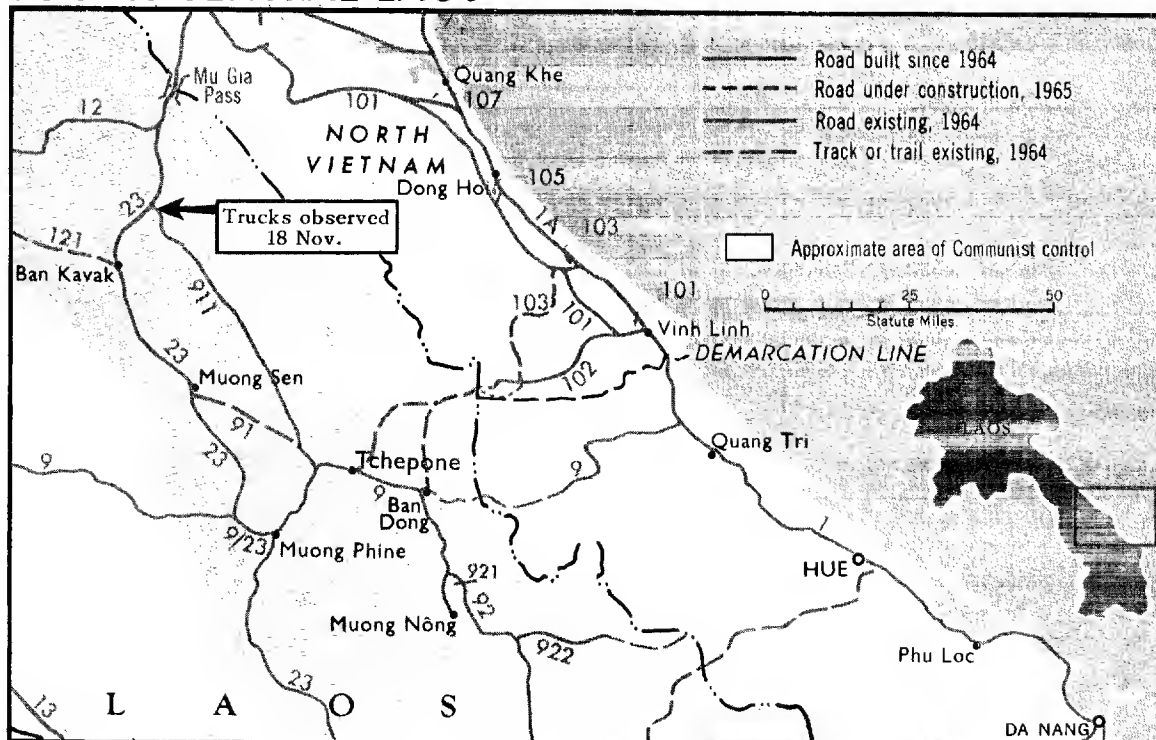 Mu Gia
Pass
12
101
Quang Khe
107
NORTH
VIETNAM
Dong Hoi
105
1A
103
Road built since 1964
Road under construction, 1965
Road existing, 1964
Track or trail existing, 1964
Approximate area of Communist control
0 25 50
Statute Miles
23
Trucks observed
18 Nov.
121
Ban Kavak
911
103
101
101
Vinh Linh
DEMARCATION LINE
102
23
Muong Sen
91
23
9
Tchepone
9
Ban
Dong
9
Quang Tri
LAOS
9/23
Muong Phine
1
HUE
921
92
Muong Nông
922
Phu Loc
23
13
LAOS
DA NANG